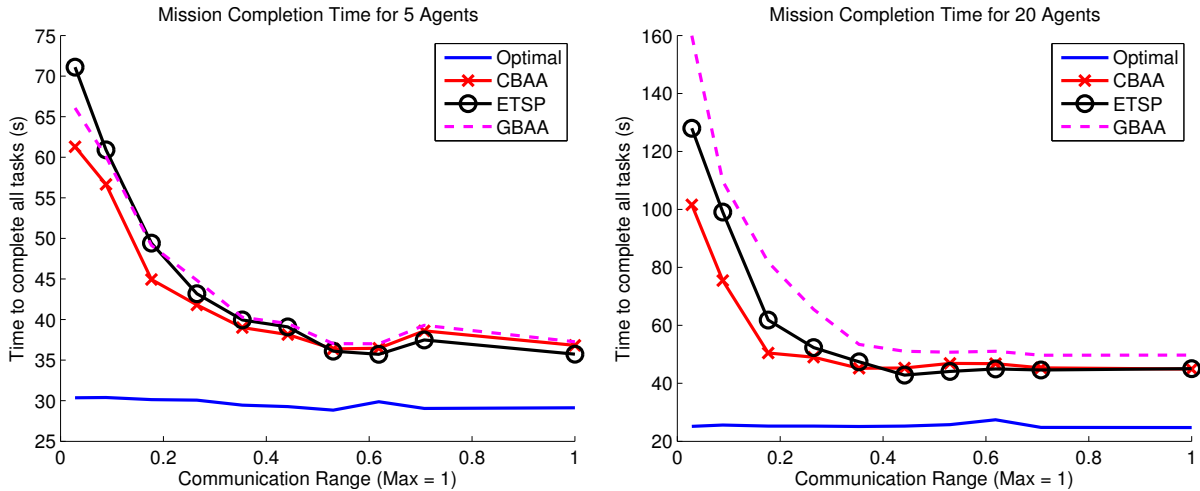 Mission Completion Time for 5 Agents
Time to complete all tasks (s)
75
70
65
60
55
50
45
40
35
30
25
0
0.2
0.4
0.6
0.8
1
Communication Range (Max = 1)
Optimal
CBAA
ETSP
GBAA
Mission Completion Time for 20 Agents
Time to complete all tasks (s)
160
140
120
100
80
60
40
20
0
0.2
0.4
0.6
0.8
1
Communication Range (Max = 1)
Optimal
CBAA
ETSP
GBAA